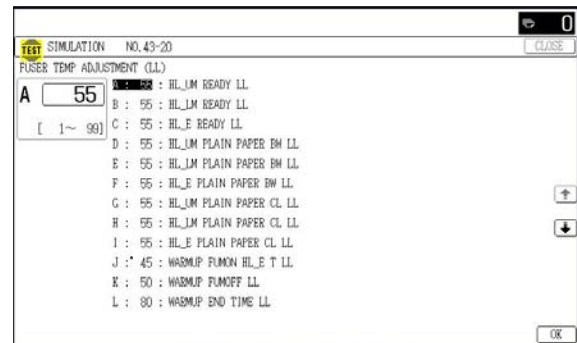 0
TEST SIMULATION NO.43-20
CLOSE
FUSER TEMP ADJUSTMENT (LL)
A 55
[ 1～ 99]
A : 55 : HL_UM READY LL
B : 55 : HL_LM READY LL
C : 55 : HL_E READY LL
D : 55 : HL_UM PLAIN PAPER BW LL
E : 55 : HL_LM PLAIN PAPER BW LL
F : 55 : HL_E PLAIN PAPER BW LL
G : 55 : HL_UM PLAIN PAPER CL LL
H : 55 : HL_LM PLAIN PAPER CL LL
I : 55 : HL_E PLAIN PAPER CL LL
J : 45 : WARMUP FUMON HL_E T LL
K : 50 : WARMUP FUMOFF LL
L : 80 : WARMUP END TIME LL
OK